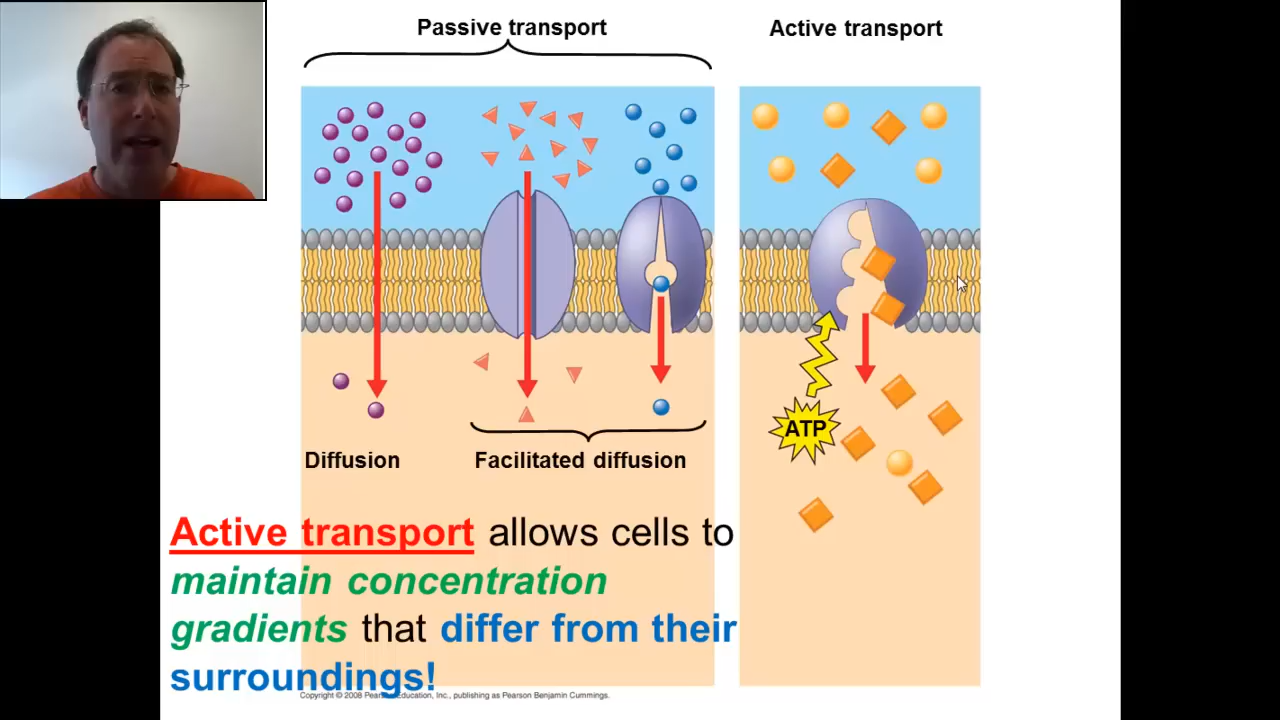 Passive transport
Active transport
ATP
Diffusion
Facilitated diffusion
Active transport allows cells to
maintain concentration
gradients that differ from their
surroundings!
Copyright © 2008 Pearson Education, Inc., publishing as Pearson Benjamin Cummings.